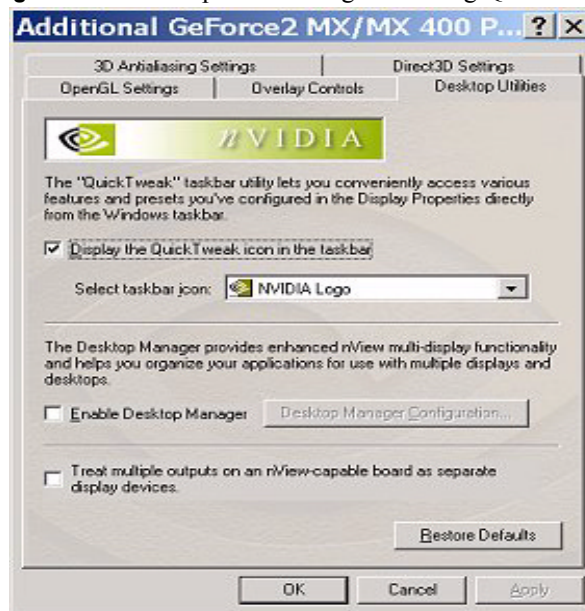 Additional GeForce2 MX/MX 400 P...
3D Antialiasing Settings
Direct3D Settings
OpenGL Settings
Overlay Controls
Desktop Utilities
nVIDIA
The "QuickTweak" taskbar utility lets you conveniently access various
features and presets you've configured in the Display Properties directly
from the Windows taskbar.
Display the QuickTweak icon in the taskbar
Select taskbar icon:
NVIDIA Logo
The Desktop Manager provides enhanced nView multi-display functionality
and helps you organize your applications for use with multiple displays and
desktops.
Enable Desktop Manager
Desktop Manager Configuration...
Treat multiple outputs on an nView-capable board as separate
display devices.
Restore Defaults
OK
Cancel
Apply